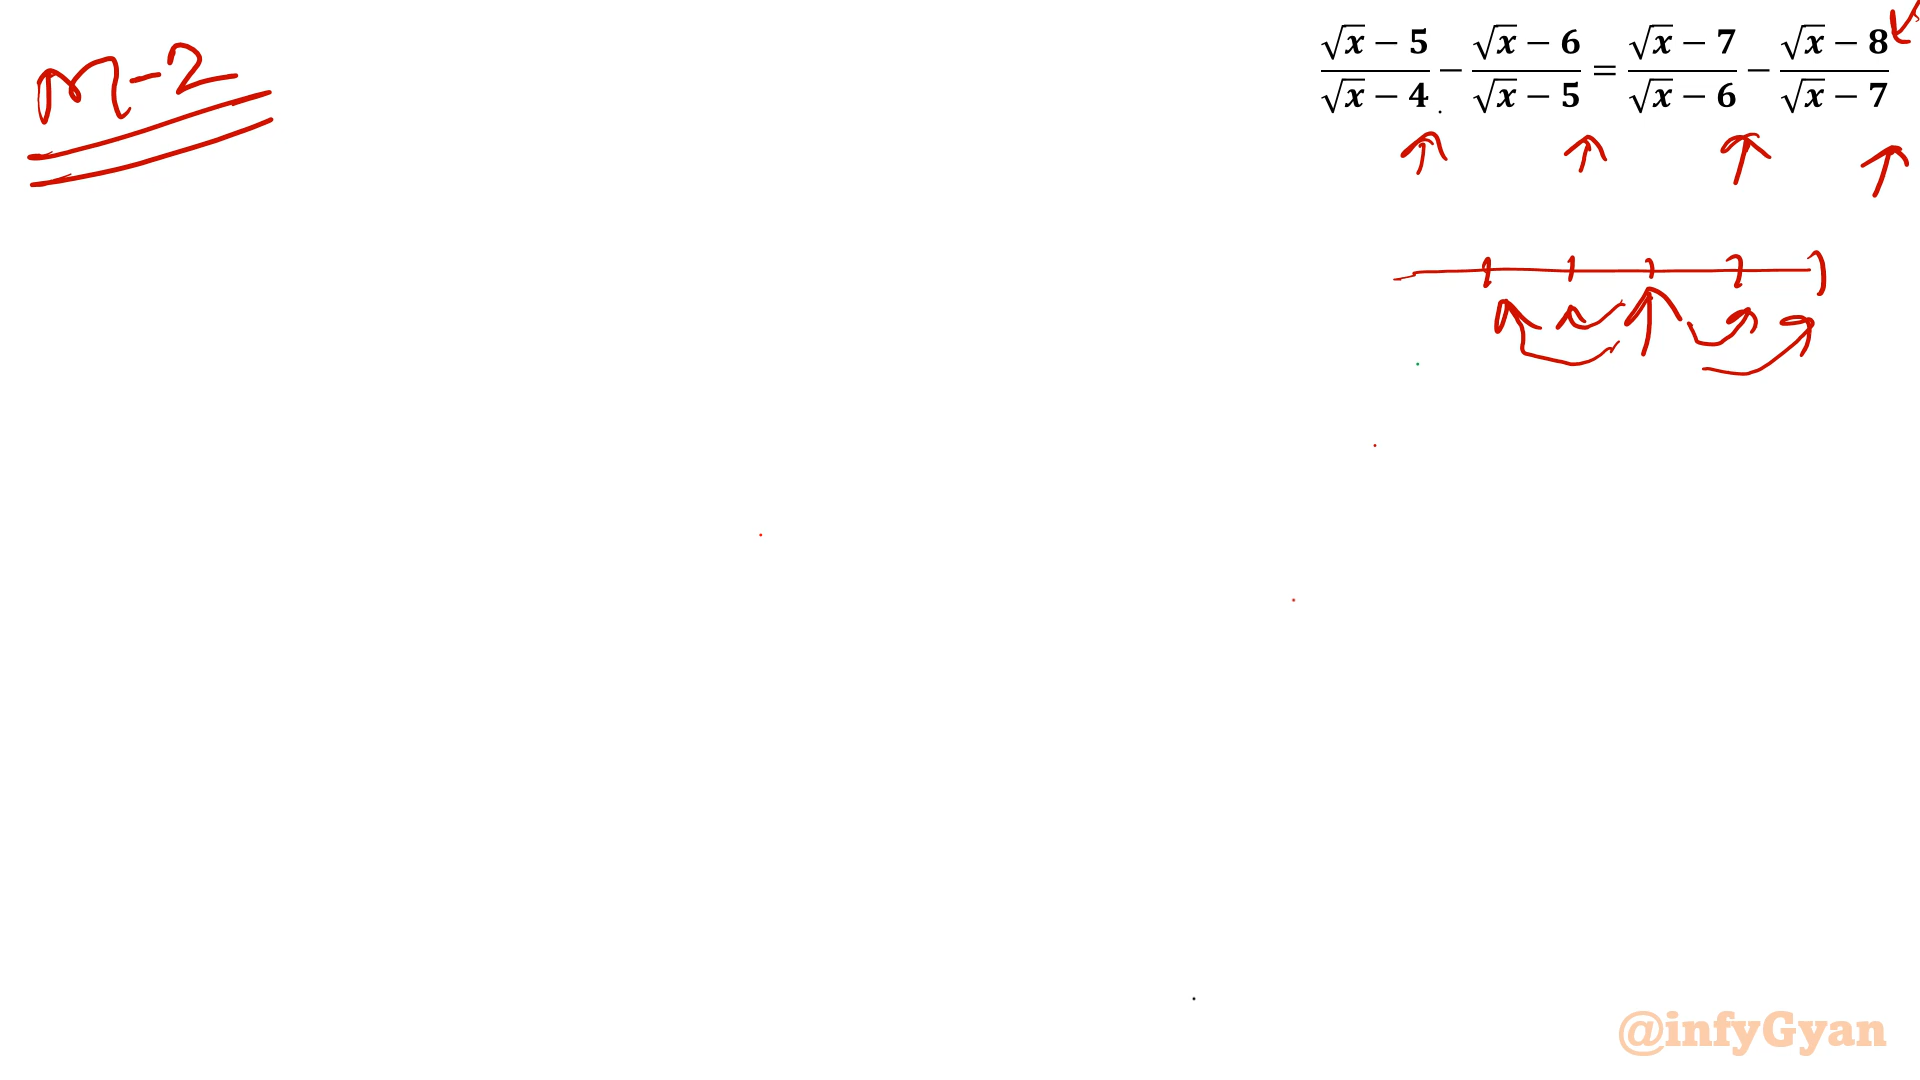 m-2
(√x − 5)/(√x − 4) − (√x − 6)/(√x − 5) = (√x − 7)/(√x − 6) − (√x − 8)/(√x − 7)
@infyGyan